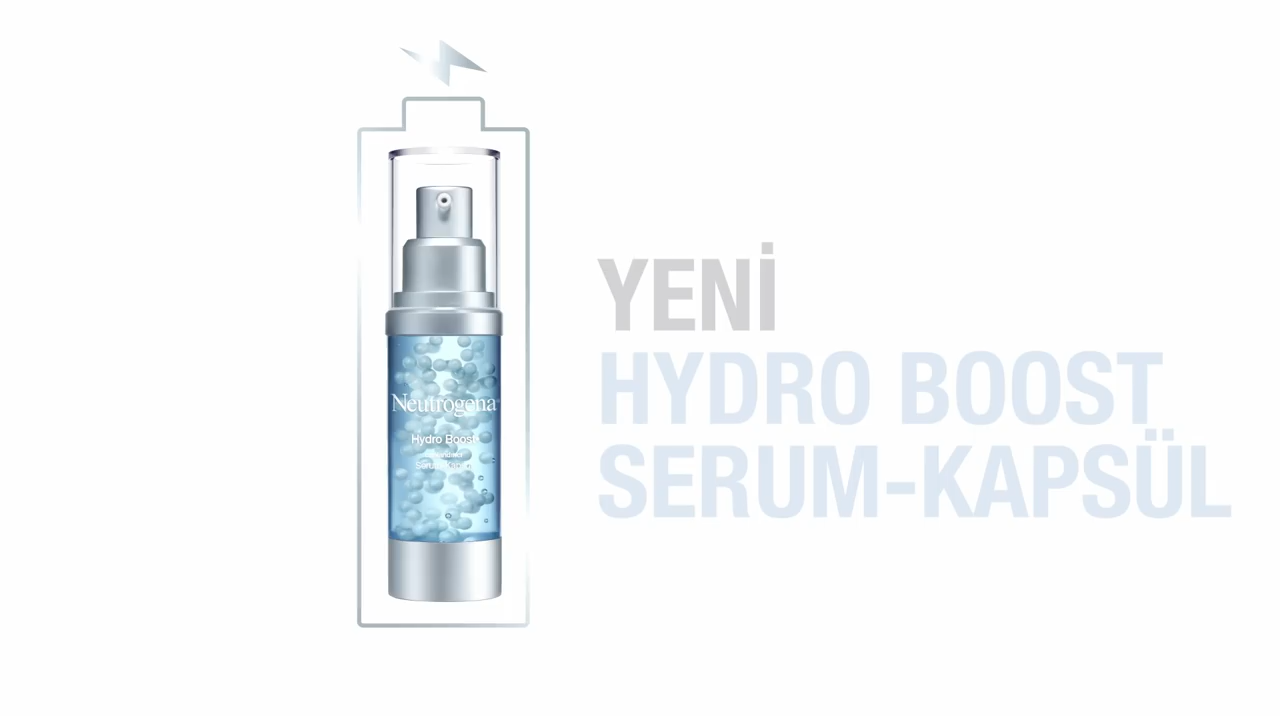 YENİ
HYDRO BOOST
SERUM-KAPSÜL
Neutrogena
Hydro Boost